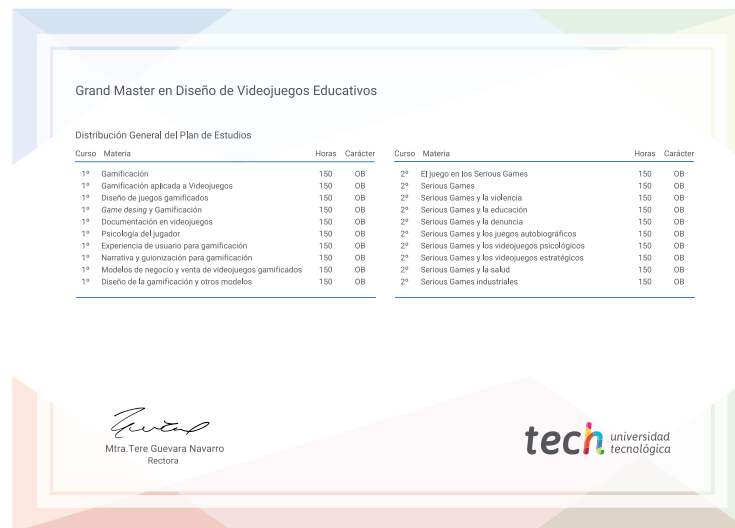 Grand Master en Diseño de Videojuegos Educativos
Distribución General del Plan de Estudios
Curso Materia Horas Carácter
1º Gamificación 150 OB
1º Gamificación aplicada a Videojuegos 150 OB
1º Diseño de juegos gamificados 150 OB
1º Game desing y Gamificación 150 OB
1º Documentación en videojuegos 150 OB
1º Psicología del jugador 150 OB
1º Experiencia de usuario para gamificación 150 OB
1º Narrativa y guionización para gamificación 150 OB
1º Modelos de negocio y venta de videojuegos gamificados 150 OB
1º Diseño de la gamificación y otros modelos 150 OB
Curso Materia Horas Carácter
2º El juego en los Serious Games 150 OB
2º Serious Games 150 OB
2º Serious Games y la violencia 150 OB
2º Serious Games y la educación 150 OB
2º Serious Games y la denuncia 150 OB
2º Serious Games y los juegos autobiográficos 150 OB
2º Serious Games y los videojuegos psicológicos 150 OB
2º Serious Games y los videojuegos estratégicos 150 OB
2º Serious Games y la salud 150 OB
2º Serious Games industriales 150 OB
Mtra.Tere Guevara Navarro
Rectora
tech universidad
tecnológica